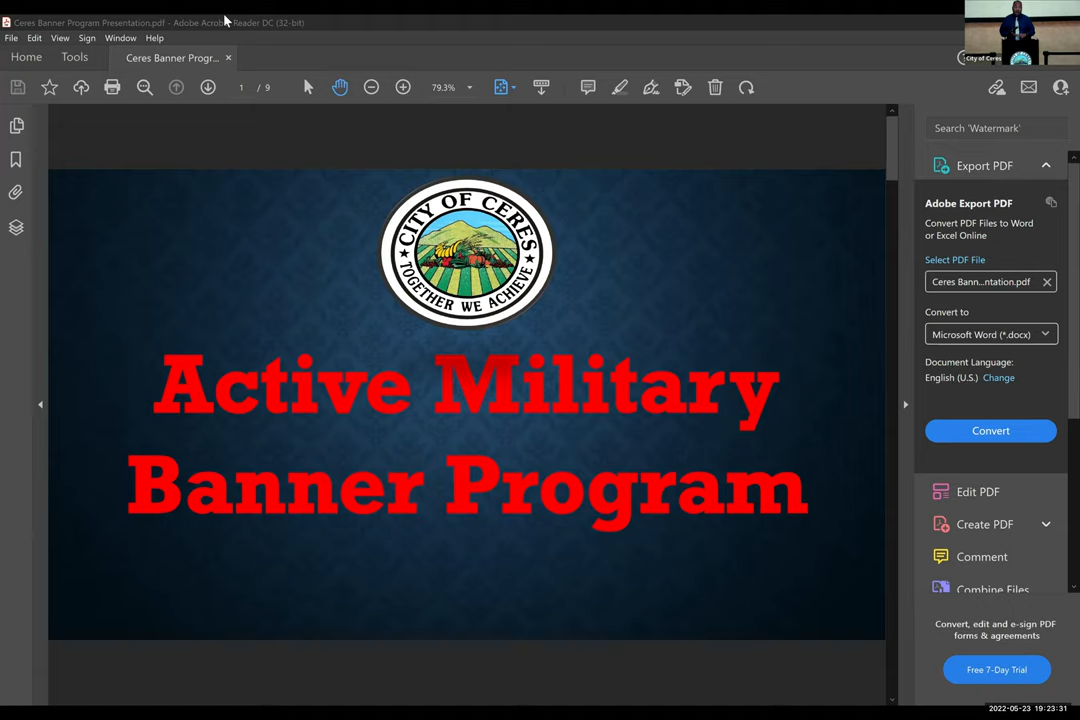 Ceres Banner Program Presentation.pdf - Adobe Acrobat Reader DC (32-bit)
File Edit View Sign Window Help
Home Tools Ceres Banner Progr... ×
1 / 9 79.3%
City of Ceres
CITY OF CERES
TOGETHER WE ACHIEVE
Active Military
Banner Program
Search 'Watermark'
Export PDF
Adobe Export PDF
Convert PDF Files to Word
or Excel Online
Select PDF File
Ceres Bann...ntation.pdf
Convert to
Microsoft Word (*.docx)
Document Language:
English (U.S.) Change
Convert
Edit PDF
Create PDF
Comment
Combine Files
Convert, edit and e-sign PDF
forms & agreements
Free 7-Day Trial
2022-05-23 19:23:31